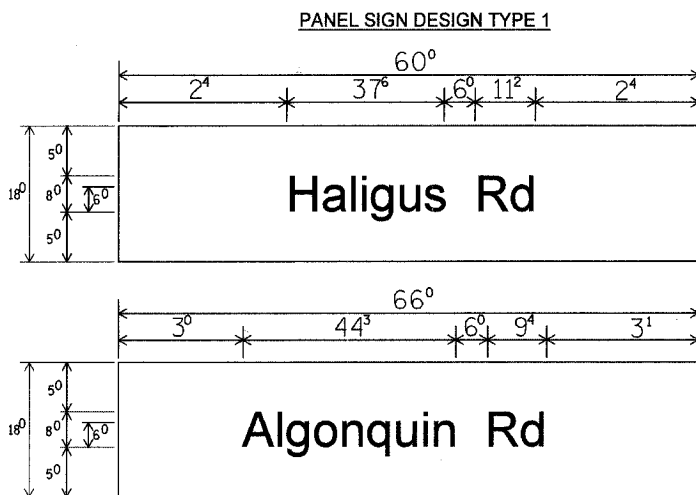 PANEL SIGN DESIGN TYPE 1
60⁰
2⁴ 37⁶ 6⁰ 11² 2⁴
18⁰ 5⁰ 8⁰ 6⁰ 5⁰
Haligus Rd
66⁰
3⁰ 44³ 6⁰ 9⁴ 3¹
18⁰ 5⁰ 8⁰ 6⁰ 5⁰
Algonquin Rd